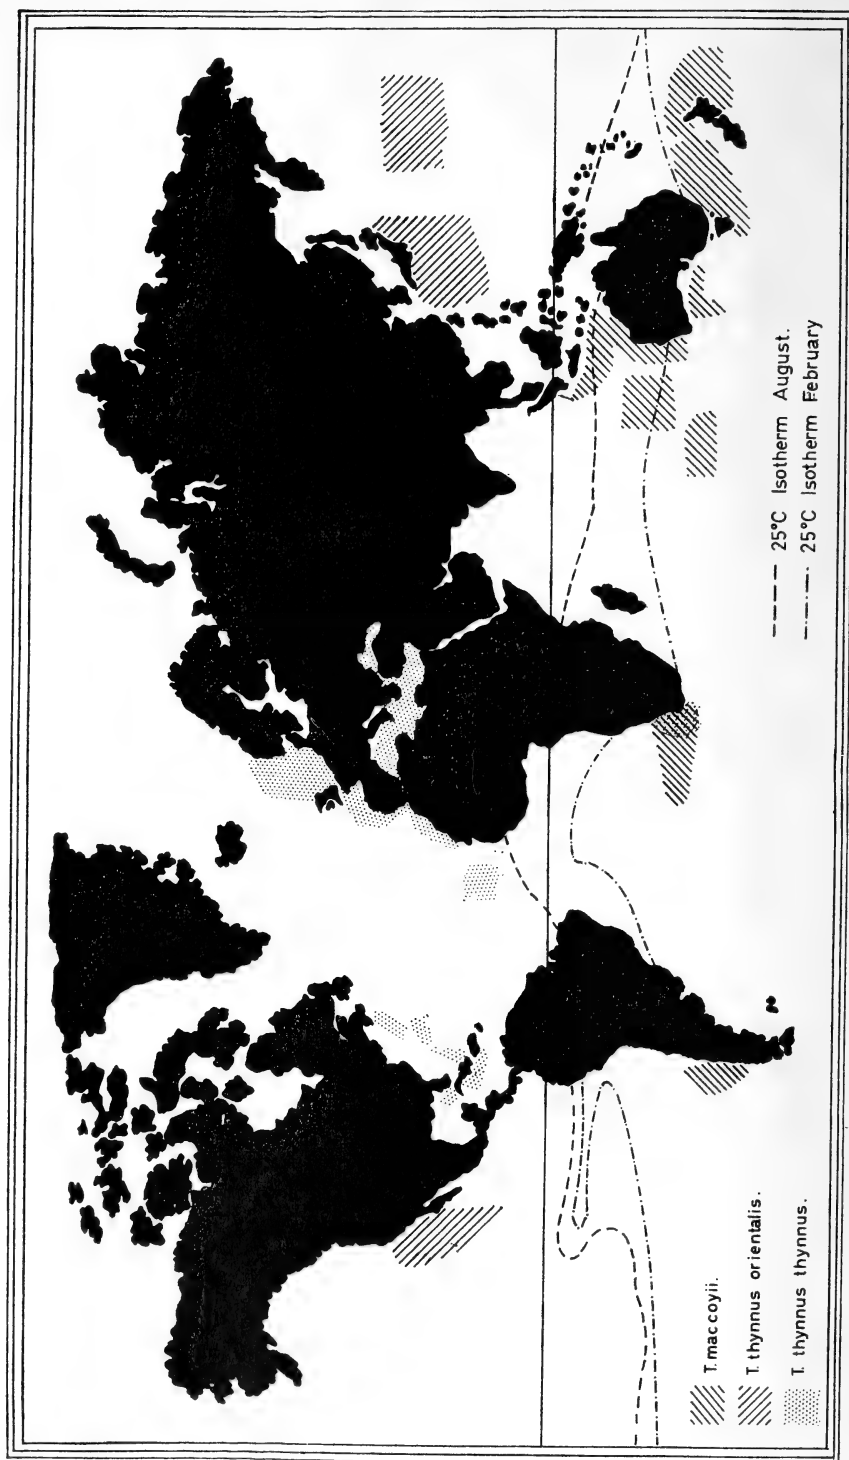 T. maccoyii.
T. thynnus orientalis.
T. thynnus thynnus.
25°C Isotherm August.
25°C Isotherm February